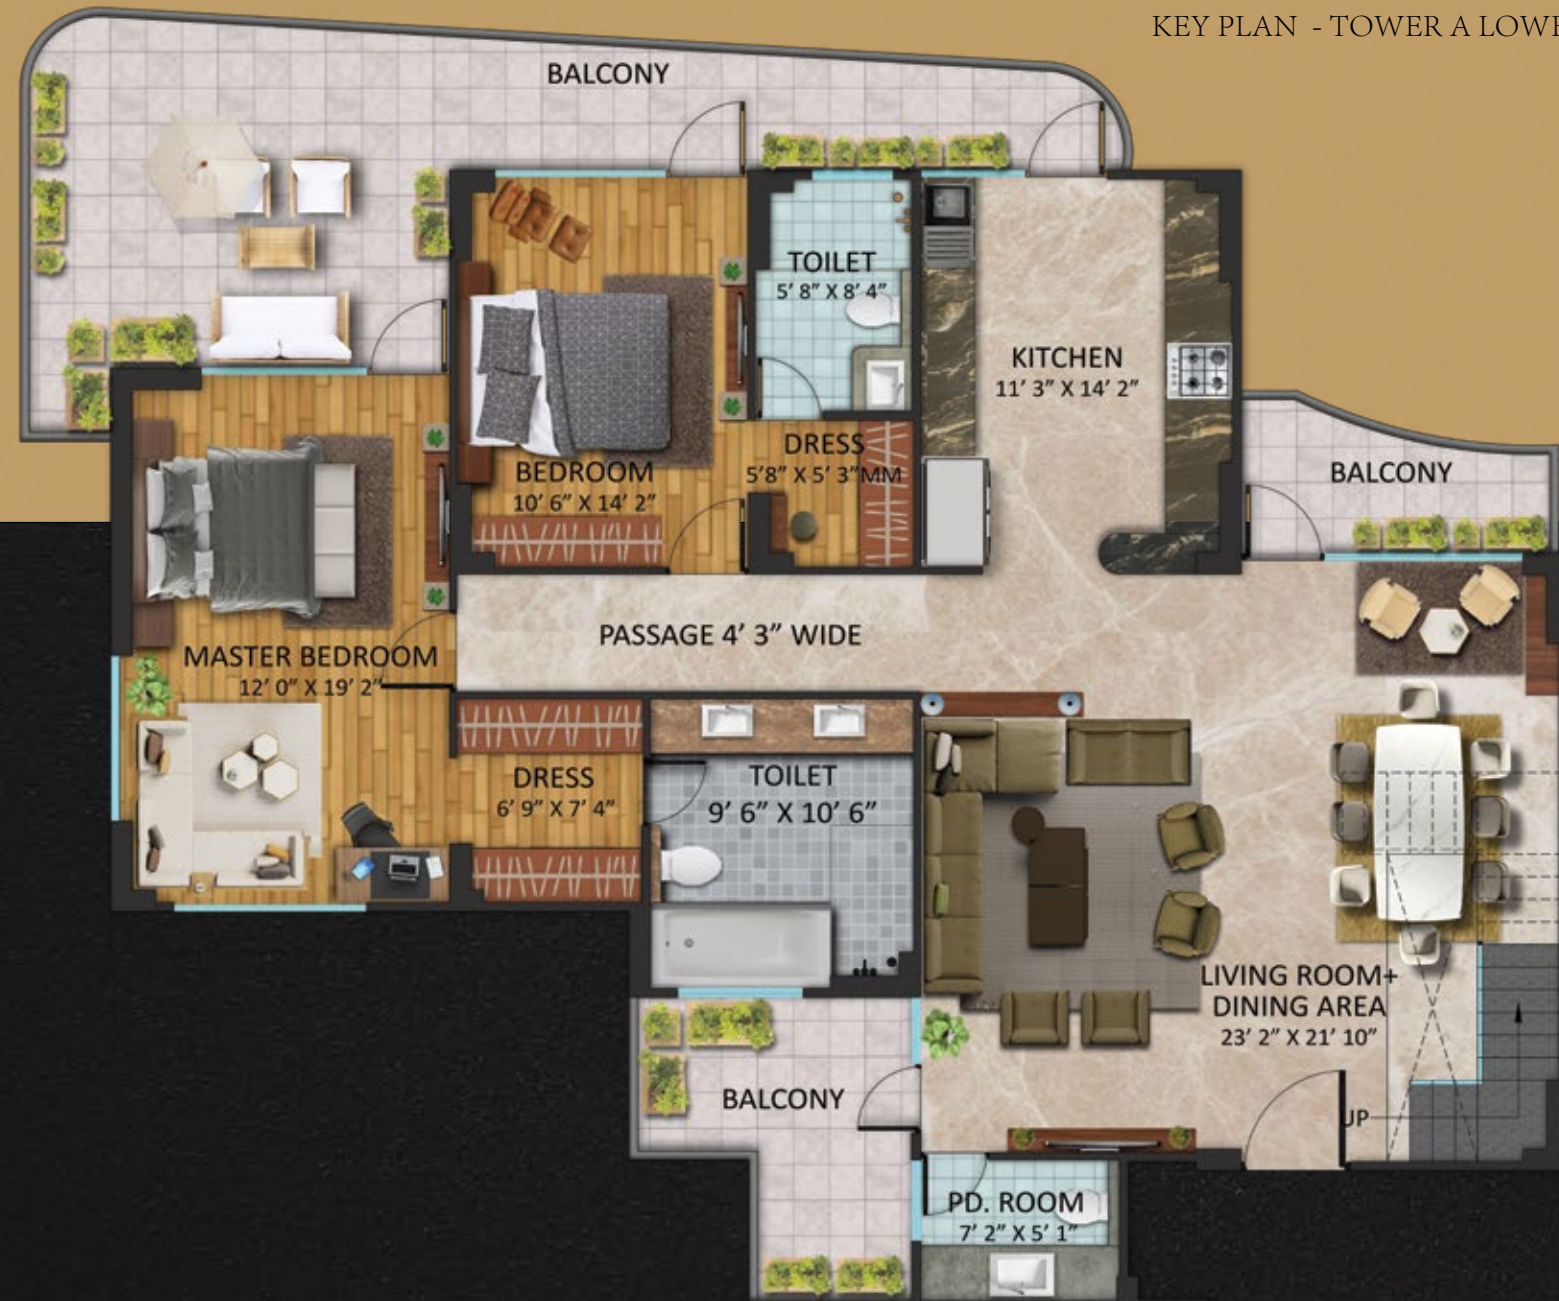 KEY PLAN - TOWER A LOWE
BALCONY
TOILET
5' 8" X 8' 4"
KITCHEN
11' 3" X 14' 2"
BEDROOM
10' 6" X 14' 2"
DRESS
5'8" X 5' 3"MM
BALCONY
PASSAGE 4' 3" WIDE
MASTER BEDROOM
12' 0" X 19' 2"
DRESS
6' 9" X 7' 4"
TOILET
9' 6" X 10' 6"
LIVING ROOM+
DINING AREA
23' 2" X 21' 10"
BALCONY
UP
PD. ROOM
7' 2" X 5' 1"